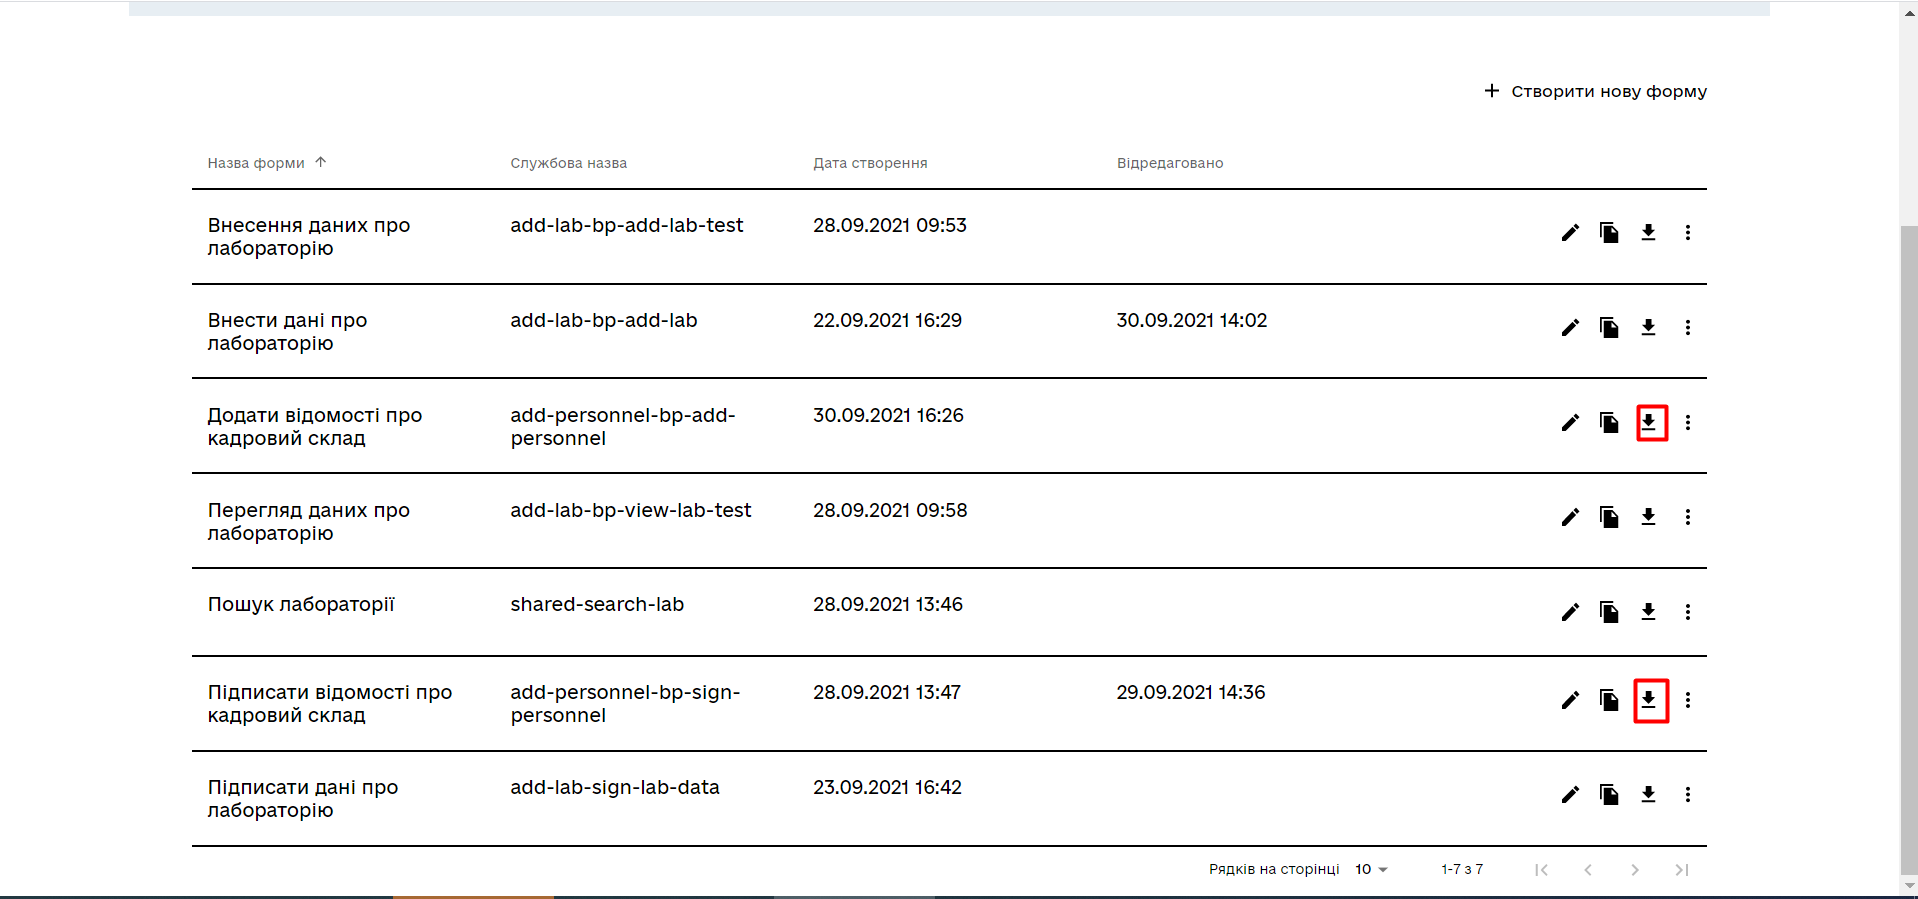 Створити нову форму
Назва форми Службова назва Дата створення Відредаговано
Внесення даних про add-lab-bp-add-lab-test 28.09.2021 09:53
лабораторію
Внести дані про add-lab-bp-add-lab 22.09.2021 16:29 30.09.2021 14:02
лабораторію
Додати відомості про add-personnel-bp-add- 30.09.2021 16:26
кадровий склад personnel
Перегляд даних про add-lab-bp-view-lab-test 28.09.2021 09:58
лабораторію
Пошук лабораторії shared-search-lab 28.09.2021 13:46
Підписати відомості про add-personnel-bp-sign- 28.09.2021 13:47 29.09.2021 14:36
кадровий склад personnel
Підписати дані про add-lab-sign-lab-data 23.09.2021 16:42
лабораторію
Рядків на сторінці 10 1-7 з 7